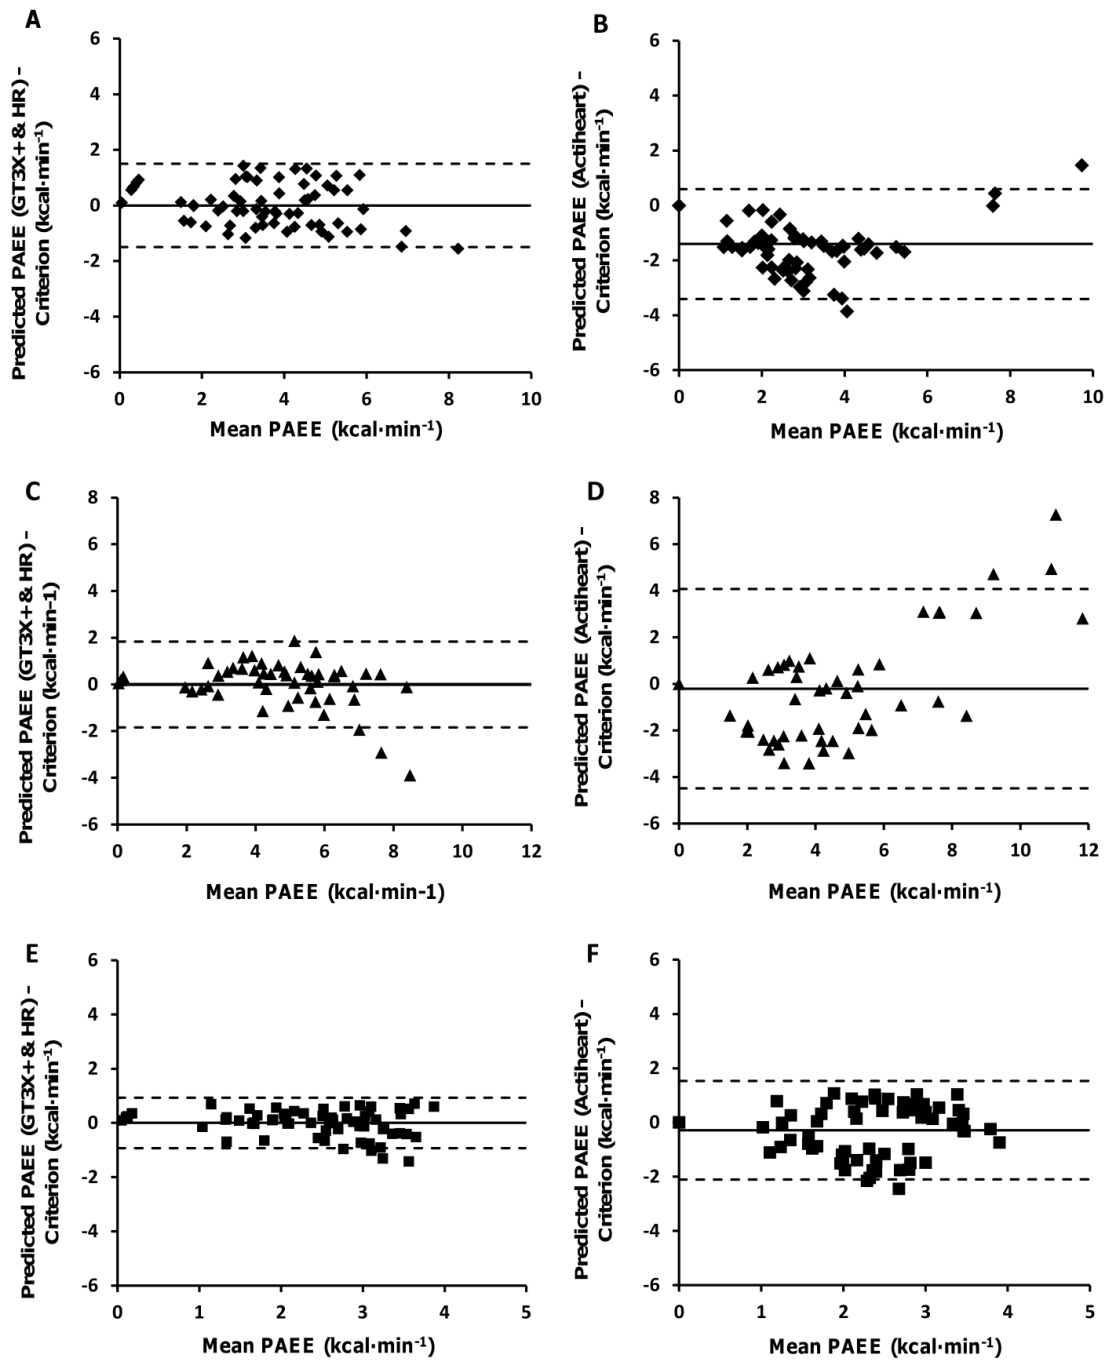 A
Predicted PAEE (GT3X+& HR) –
Criterion (kcal·min⁻¹)
6
4
2
0
-2
-4
-6
0 2 4 6 8 10
Mean PAEE (kcal·min⁻¹)
B
Predicted PAEE (Actiheart) –
Criterion (kcal·min⁻¹)
6
4
2
0
-2
-4
-6
0 2 4 6 8 10
Mean PAEE (kcal·min⁻¹)
C
Predicted PAEE (GT3X+& HR) –
Criterion (kcal·min-1)
8
6
4
2
0
-2
-4
-6
0 2 4 6 8 10 12
Mean PAEE (kcal·min-1)
D
Predicted PAEE (Actiheart) –
Criterion (kcal·min⁻¹)
8
6
4
2
0
-2
-4
-6
0 2 4 6 8 10 12
Mean PAEE (kcal·min⁻¹)
E
Predicted PAEE (GT3X+& HR) –
Criterion (kcal·min⁻¹)
6
4
2
0
-2
-4
-6
0 1 2 3 4 5
Mean PAEE (kcal·min⁻¹)
F
Predicted PAEE (Actiheart) –
Criterion (kcal·min⁻¹)
6
4
2
0
-2
-4
-6
0 1 2 3 4 5
Mean PAEE (kcal·min⁻¹)